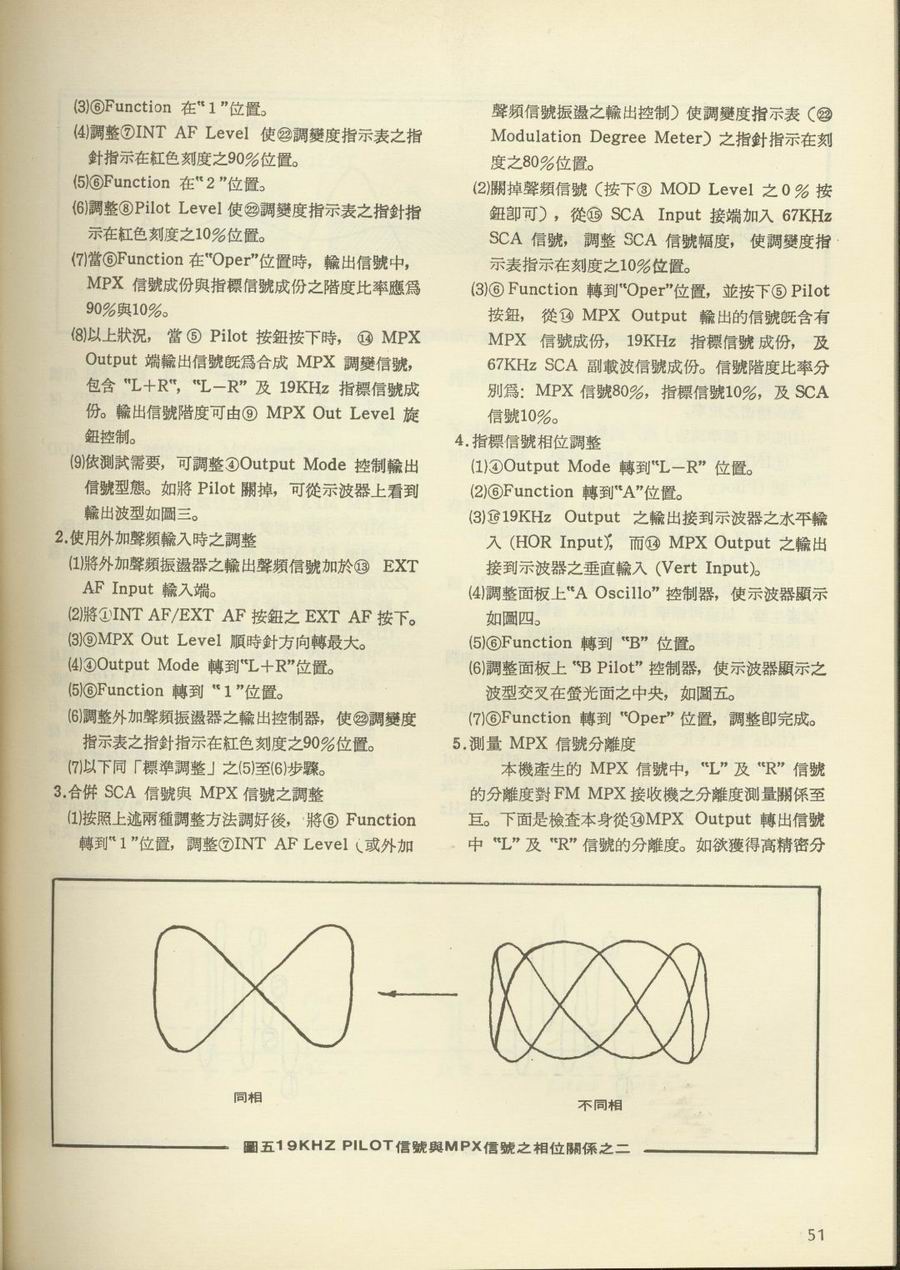 (3)⑥Function 在"1"位置。
(4)調整⑦INT AF Level 使㉒調變度指示表之指
針指示在紅色刻度之90%位置。
(5)⑥Function 在"2"位置。
(6)調整⑧Pilot Level 使㉒調變度指示表之指針指
示在紅色刻度之10%位置。
(7)當⑥Function 在"Oper"位置時，輸出信號中，
MPX 信號成份與指標信號成份之階度比率應爲
90%與10%。
(8)以上狀況，當⑤ Pilot 按鈕按下時，⑭ MPX
Output 端輸出信號旣爲合成 MPX 調變信號，
包含 "L+R"，"L−R" 及 19KHz 指標信號成
份。輸出信號階度可由⑨ MPX Out Level 旋
鈕控制。
(9)依測試需要，可調整④Output Mode 控制輸出
信號型態。如將 Pilot 關掉，可從示波器上看到
輸出波型如圖三。
2.使用外加聲頻輸入時之調整
(1)將外加聲頻振盪器之輸出聲頻信號加於⑬ EXT
AF Input 輸入端。
(2)將①INT AF/EXT AF 按鈕之 EXT AF 按下。
(3)⑨MPX Out Level 順時針方向轉最大。
(4)④Output Mode 轉到"L+R"位置。
(5)⑥Function 轉到 "1"位置。
(6)調整外加聲頻振盪器之輸出控制器，使㉒調變度
指示表之指針指示在紅色刻度之90%位置。
(7)以下同「標準調整」之(5)至(6)步驟。
3.合併 SCA 信號與 MPX 信號之調整
(1)按照上述兩種調整方法調好後，將⑥ Function
轉到"1"位置，調整⑦INT AF Level（或外加
聲頻信號振盪之輸出控制）使調變度指示表（㉒
Modulation Degree Meter）之指針指示在刻
度之80%位置。
(2)關掉聲頻信號（按下③ MOD Level 之0% 按
鈕卽可），從⑮ SCA Input 接端加入 67KHz
SCA 信號，調整 SCA 信號幅度，使調變度指
示表指示在刻度之10%位置。
(3)⑥ Function 轉到"Oper"位置，並按下⑤ Pilot
按鈕，從⑭ MPX Output 輸出的信號旣含有
MPX 信號成份，19KHz 指標信號成份，及
67KHz SCA 副載波信號成份。信號階度比率分
別爲：MPX 信號80%，指標信號10%，及 SCA
信號10%。
4.指標信號相位調整
(1)④Output Mode 轉到"L−R" 位置。
(2)⑥Function 轉到"A"位置。
(3)⑯19KHz Output 之輸出接到示波器之水平輸
入 (HOR Input)，而⑭ MPX Output 之輸出
接到示波器之垂直輸入 (Vert Input)。
(4)調整面板上"A Oscillo" 控制器，使示波器顯示
如圖四。
(5)⑥Function 轉到 "B" 位置。
(6)調整面板上 "B Pilot" 控制器，使示波器顯示之
波型交叉在螢光面之中央，如圖五。
(7)⑥Function 轉到 "Oper" 位置，調整卽完成。
5.測量 MPX 信號分離度
本機產生的 MPX 信號中，"L" 及 "R" 信號
的分離度對FM MPX 接收機之分離度測量關係至
巨。下面是檢查本身從⑭MPX Output 轉出信號
中 "L" 及 "R" 信號的分離度。如欲獲得高精密分
同相
不同相
圖五19KHZ PILOT信號與MPX信號之相位關係之二
51